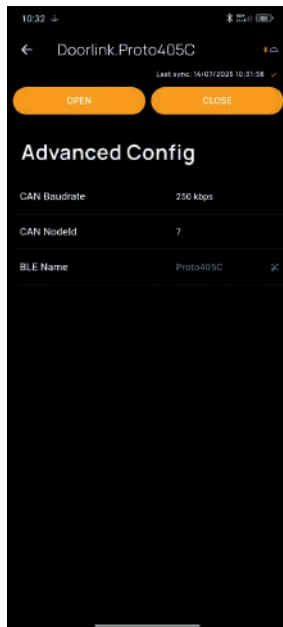 10:32
Doorlink.Proto405C
Last sync: 14/07/2025 10:31:58
OPEN CLOSE
Advanced Config
CAN Baudrate 250 kbps
CAN NodeId 7
BLE Name Proto405C